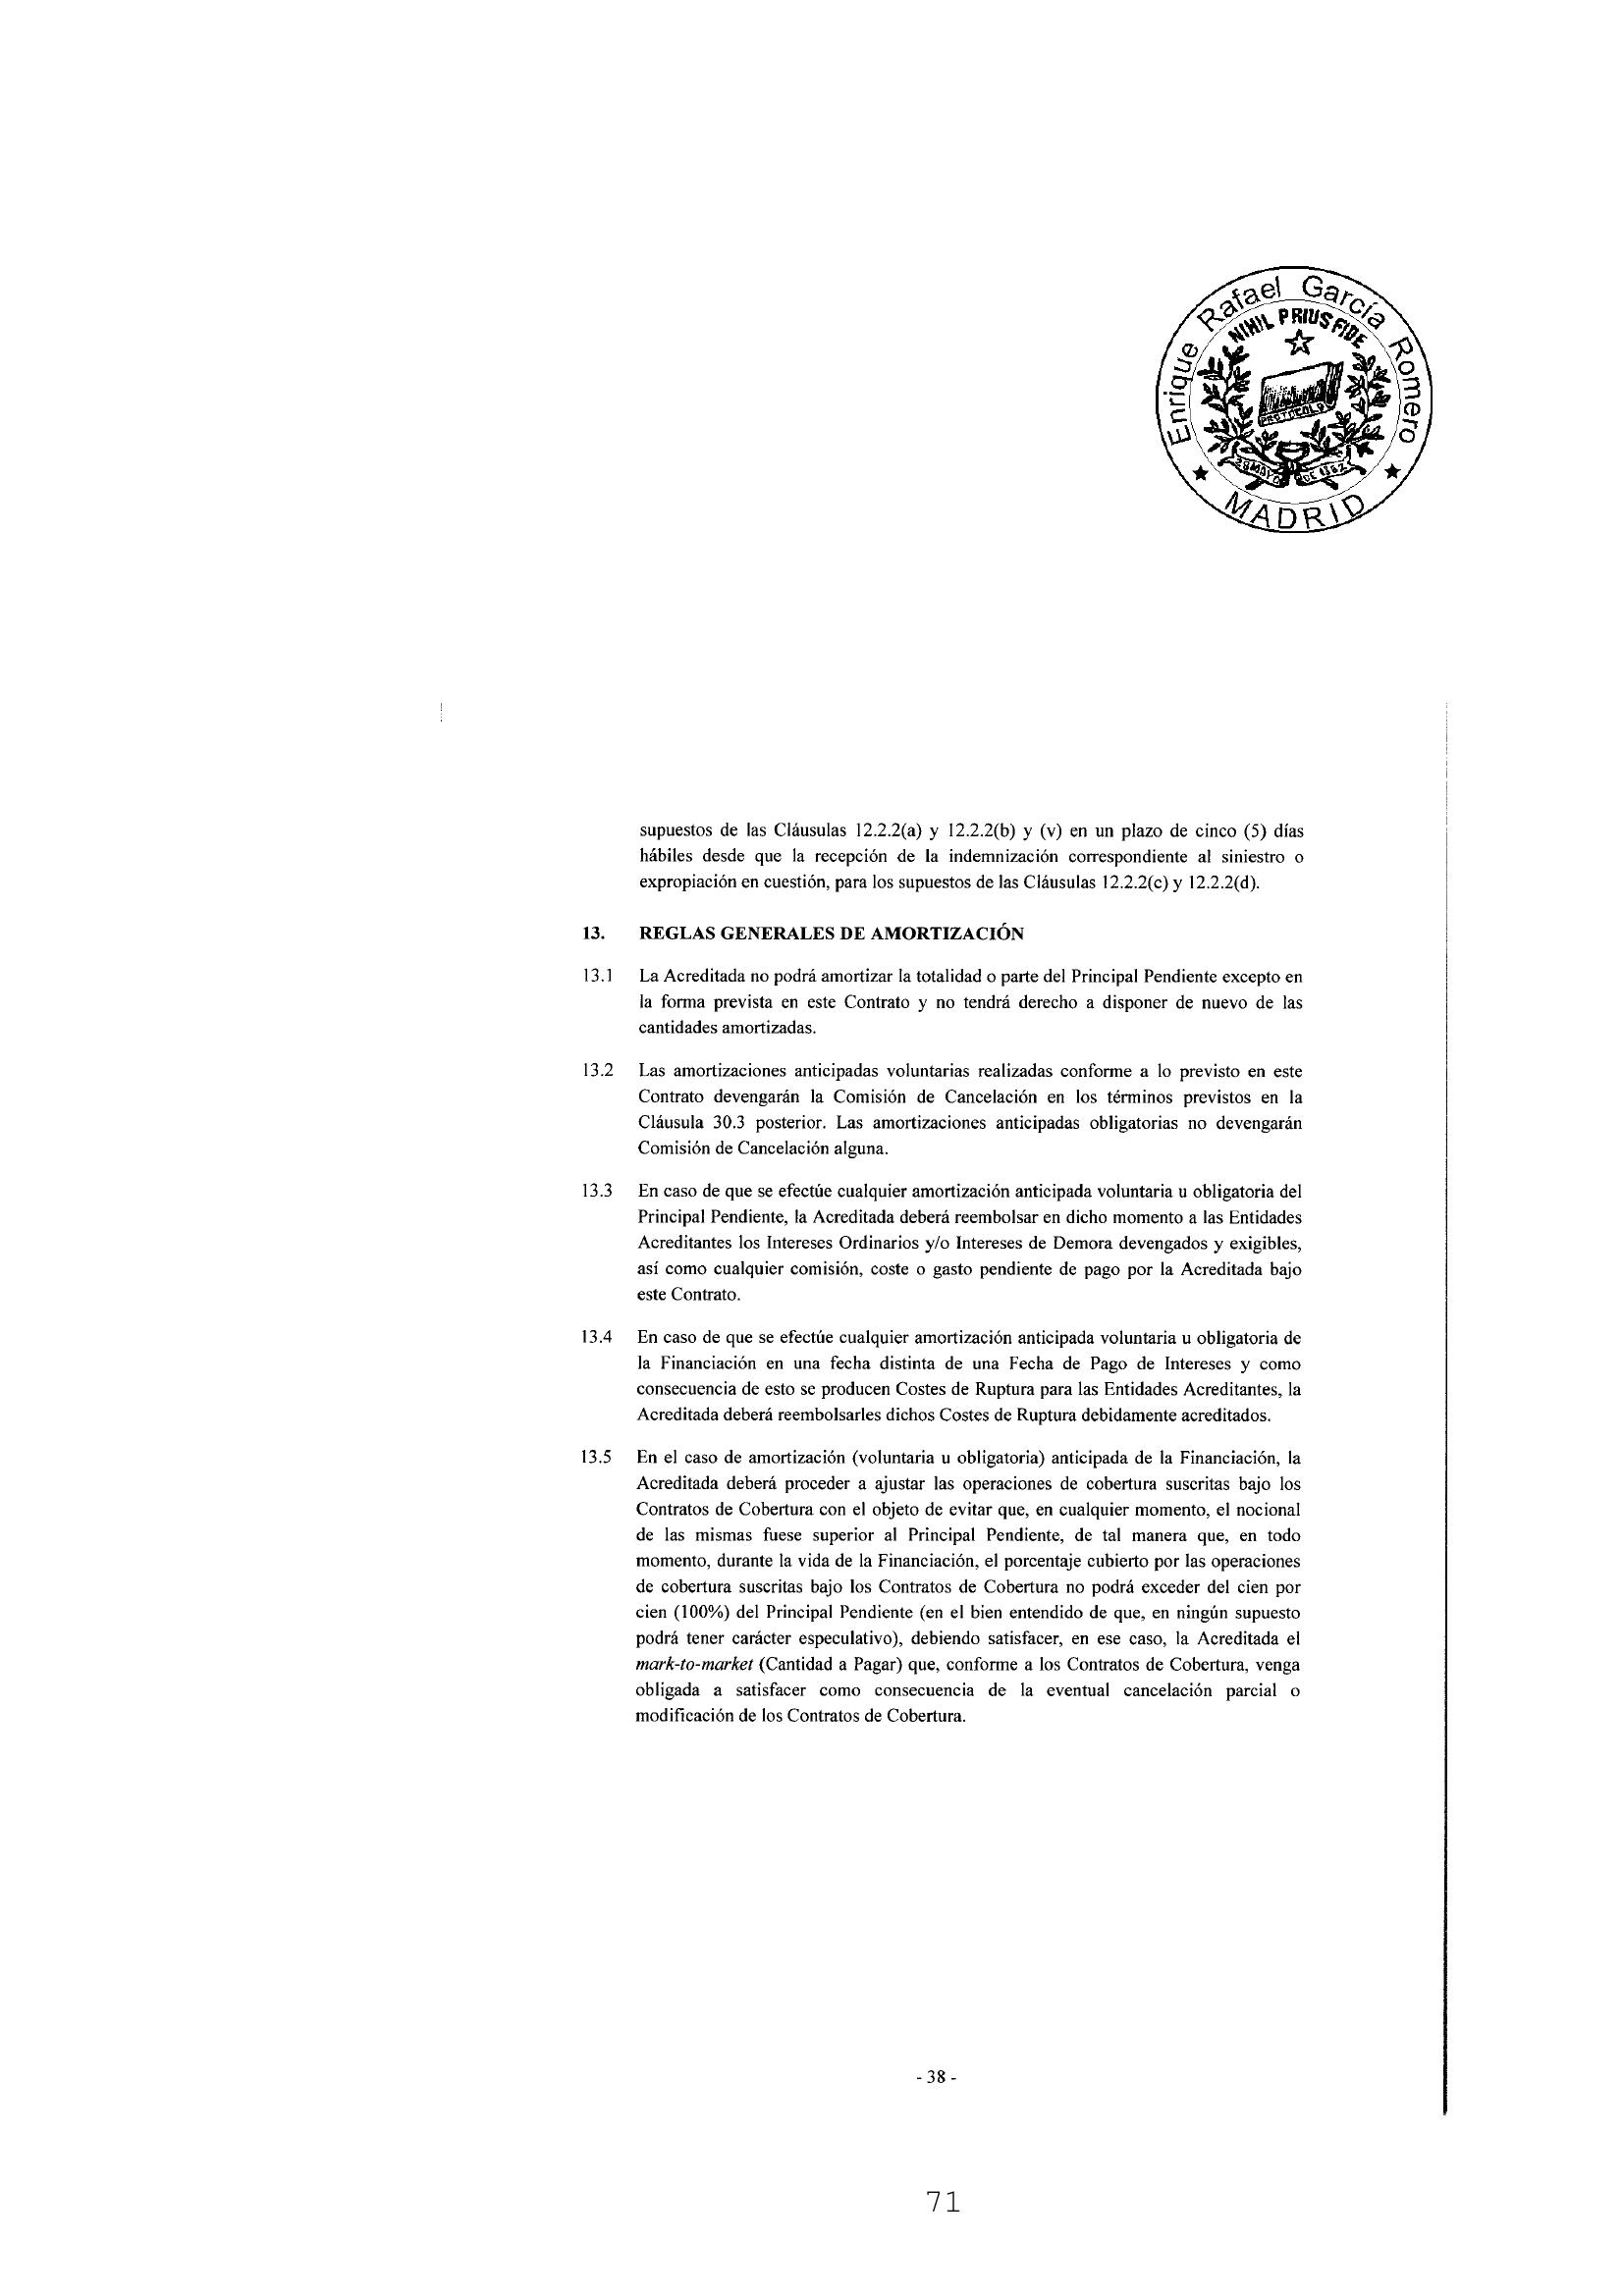 Enrique Rafael García Romero
NIHIL PRIUS FIDE
PROTOCOLO
28 MAYO DE 1862
★ MADRID ★
supuestos de las Cláusulas 12.2.2(a) y 12.2.2(b) y (v) en un plazo de cinco (5) días
hábiles desde que la recepción de la indemnización correspondiente al siniestro o
expropiación en cuestión, para los supuestos de las Cláusulas 12.2.2(c) y 12.2.2(d).
13. REGLAS GENERALES DE AMORTIZACIÓN
13.1 La Acreditada no podrá amortizar la totalidad o parte del Principal Pendiente excepto en
la forma prevista en este Contrato y no tendrá derecho a disponer de nuevo de las
cantidades amortizadas.
13.2 Las amortizaciones anticipadas voluntarias realizadas conforme a lo previsto en este
Contrato devengarán la Comisión de Cancelación en los términos previstos en la
Cláusula 30.3 posterior. Las amortizaciones anticipadas obligatorias no devengarán
Comisión de Cancelación alguna.
13.3 En caso de que se efectúe cualquier amortización anticipada voluntaria u obligatoria del
Principal Pendiente, la Acreditada deberá reembolsar en dicho momento a las Entidades
Acreditantes los Intereses Ordinarios y/o Intereses de Demora devengados y exigibles,
así como cualquier comisión, coste o gasto pendiente de pago por la Acreditada bajo
este Contrato.
13.4 En caso de que se efectúe cualquier amortización anticipada voluntaria u obligatoria de
la Financiación en una fecha distinta de una Fecha de Pago de Intereses y como
consecuencia de esto se producen Costes de Ruptura para las Entidades Acreditantes, la
Acreditada deberá reembolsarles dichos Costes de Ruptura debidamente acreditados.
13.5 En el caso de amortización (voluntaria u obligatoria) anticipada de la Financiación, la
Acreditada deberá proceder a ajustar las operaciones de cobertura suscritas bajo los
Contratos de Cobertura con el objeto de evitar que, en cualquier momento, el nocional
de las mismas fuese superior al Principal Pendiente, de tal manera que, en todo
momento, durante la vida de la Financiación, el porcentaje cubierto por las operaciones
de cobertura suscritas bajo los Contratos de Cobertura no podrá exceder del cien por
cien (100%) del Principal Pendiente (en el bien entendido de que, en ningún supuesto
podrá tener carácter especulativo), debiendo satisfacer, en ese caso, la Acreditada el
mark-to-market (Cantidad a Pagar) que, conforme a los Contratos de Cobertura, venga
obligada a satisfacer como consecuencia de la eventual cancelación parcial o
modificación de los Contratos de Cobertura.
- 38 -
71